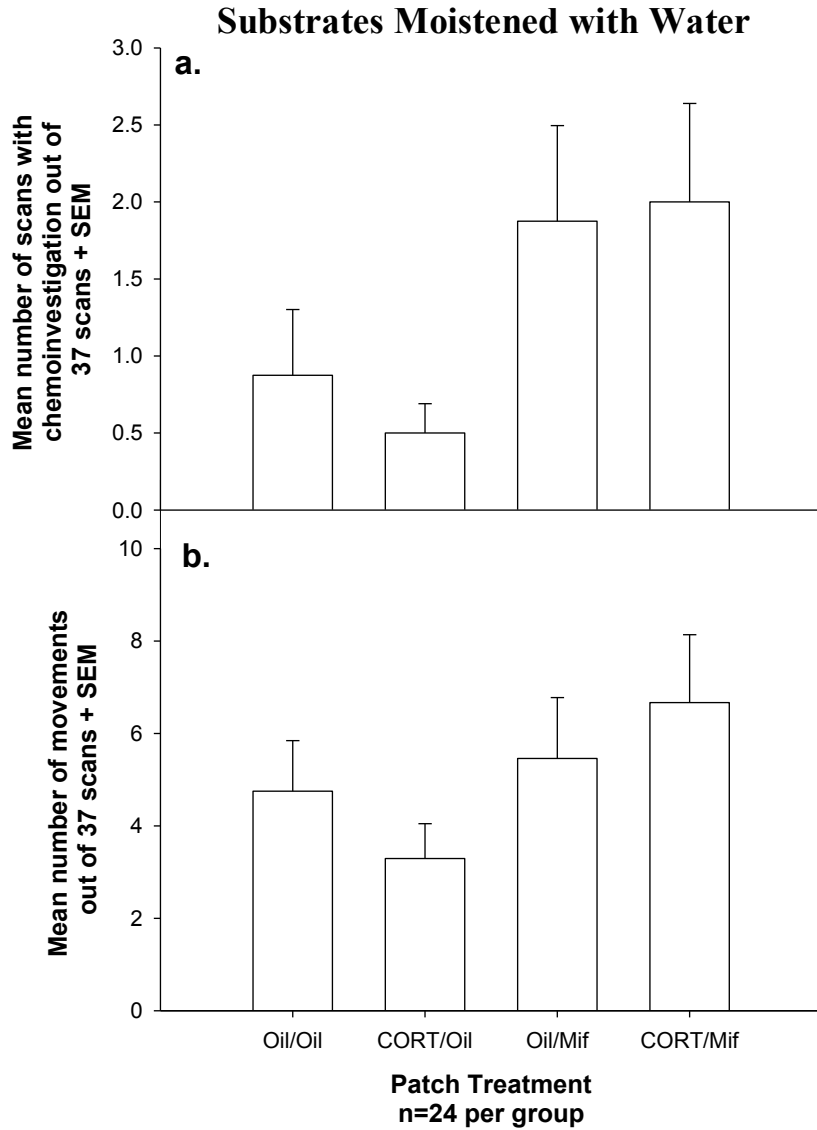 Substrates Moistened with Water
a.
Mean number of scans with
chemoinvestigation out of
37 scans + SEM
3.0
2.5
2.0
1.5
1.0
0.5
0.0
b.
Mean number of movements
out of 37 scans + SEM
10
8
6
4
2
0
Oil/Oil CORT/Oil Oil/Mif CORT/Mif
Patch Treatment
n=24 per group